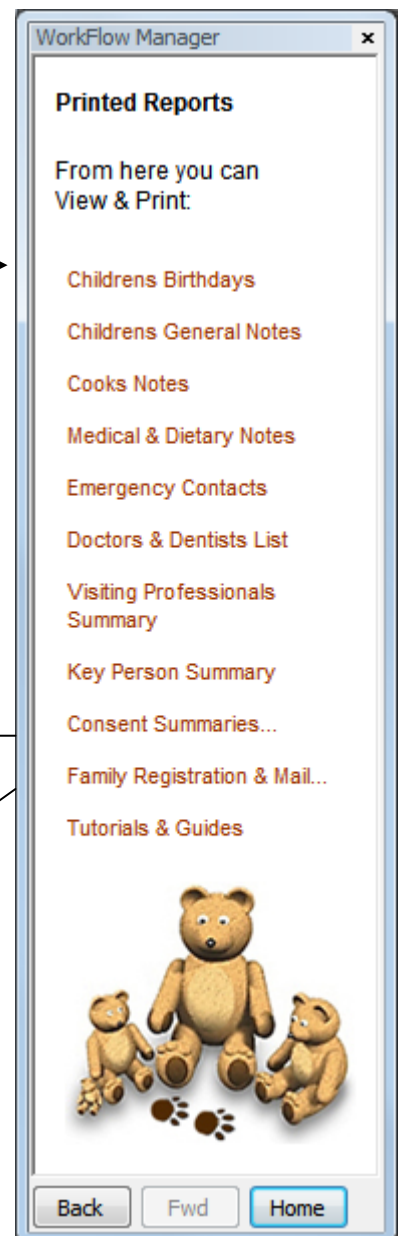 WorkFlow Manager x
Printed Reports
From here you can
View & Print:
Childrens Birthdays
Childrens General Notes
Cooks Notes
Medical & Dietary Notes
Emergency Contacts
Doctors & Dentists List
Visiting Professionals
Summary
Key Person Summary
Consent Summaries...
Family Registration & Mail...
Tutorials & Guides
Back Fwd Home